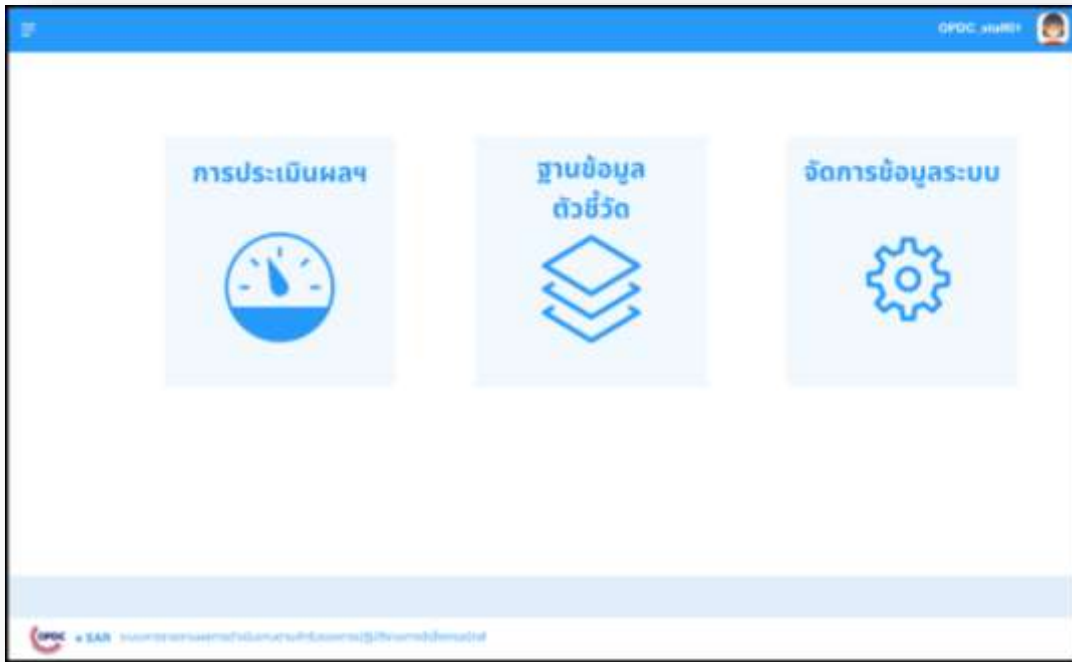 OPDC_staff01
การประเมินผลฯ
ฐานข้อมูล
ตัวชี้วัด
จัดการข้อมูลระบบ
OPDC e SAR